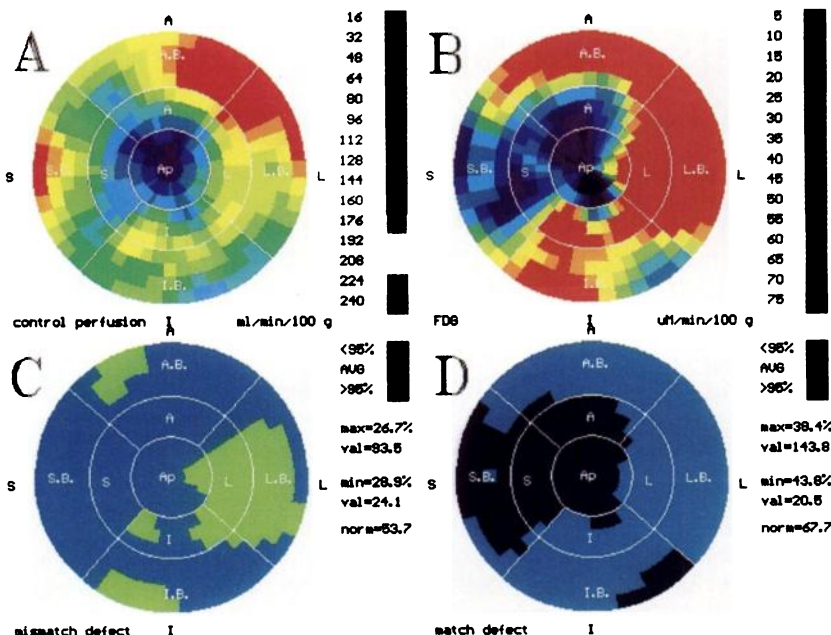 A
A
A.B.
A
S
S.B.
S
Ap
L
L.B.
L
I
I.B.
control perfusion
I
ml/min/100 g
16
32
48
64
80
96
112
128
144
160
176
192
208
224
240
B
A
A.B.
A
S
S.B.
S
Ap
L
L.B.
L
I
I.B.
FDG
I
uM/min/100 g
5
10
15
20
25
30
35
40
45
50
55
60
65
70
75
C
A
A.B.
A
S
S.B.
S
Ap
L
L.B.
L
I
I.B.
mismatch defect
I
<95%
AVG
>95%
max=26.7%
val=93.5
min=28.9%
val=24.1
norm=53.7
D
A
A.B.
A
S
S.B.
S
Ap
L
L.B.
L
I
I.B.
match defect
I
<95%
AVG
>95%
max=38.4%
val=143.8
min=43.8%
val=20.5
norm=67.7